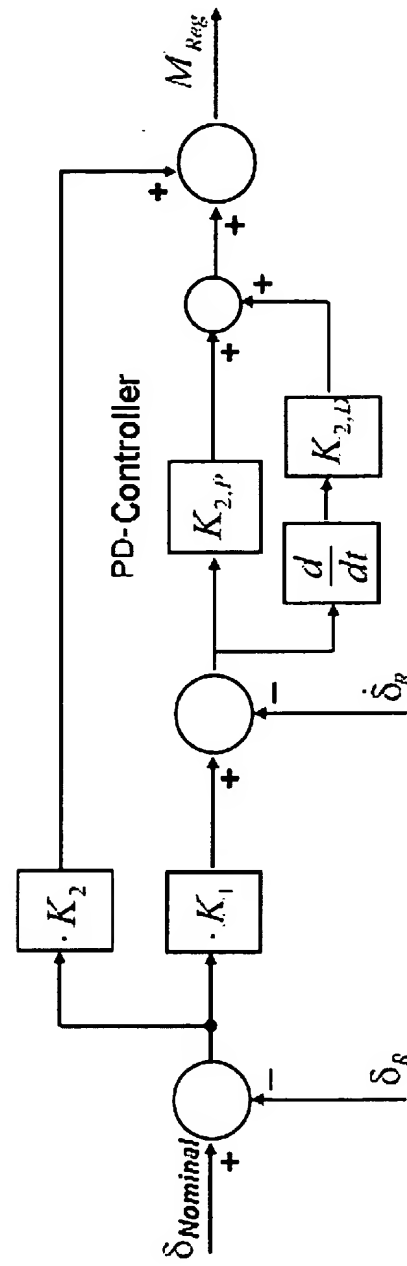 δNominal
+
−
δR
· K2
· K1
+
−
δ̇R
PD-Controller
K2,P
d
dt
K2,D
+
+
+
+
MReg